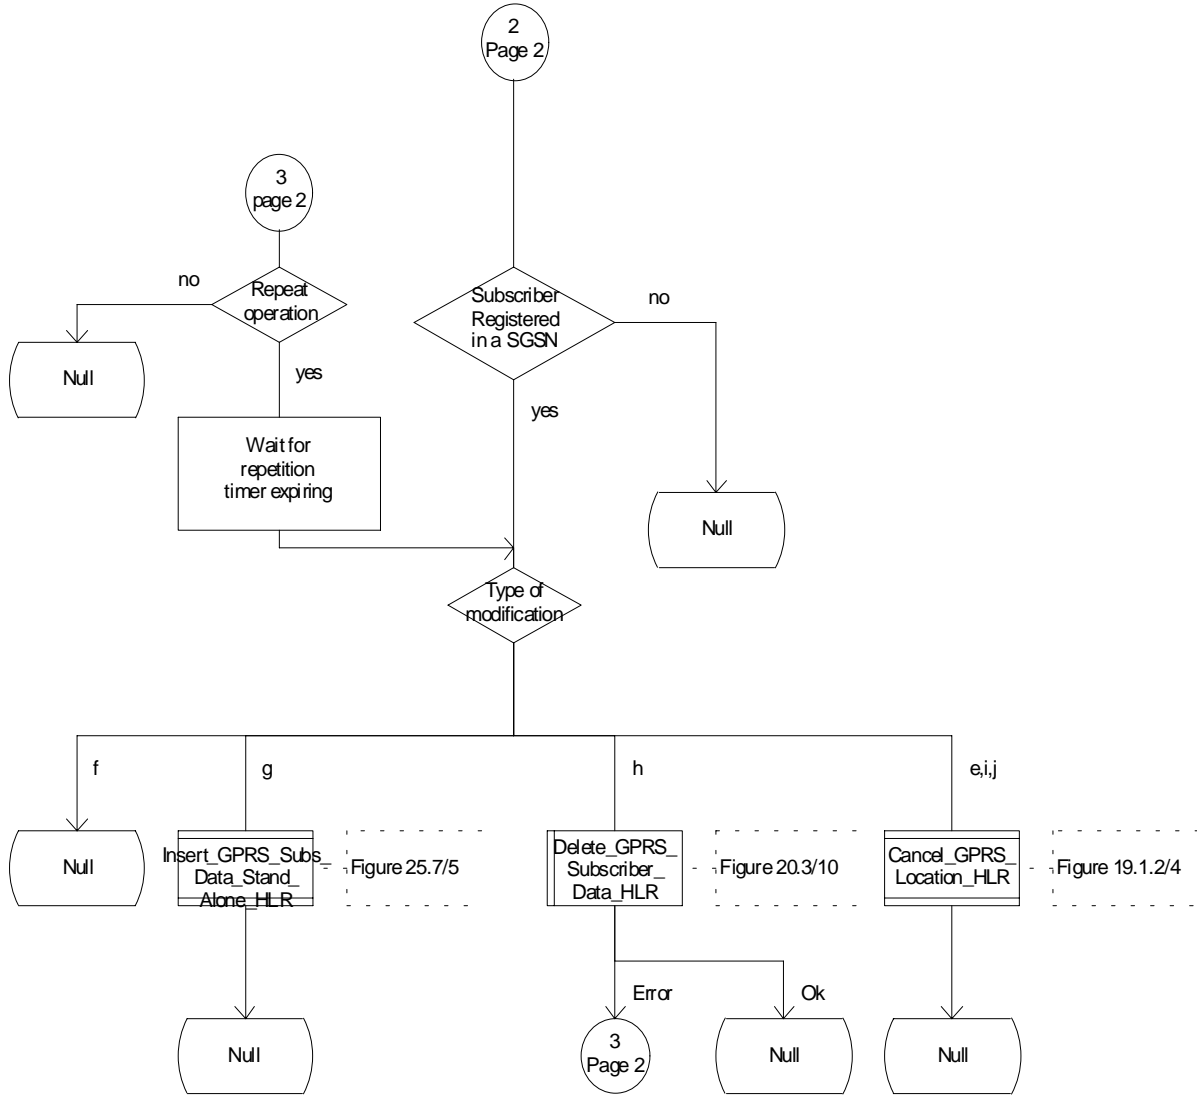 2
Page 2
3
page 2
no
Repeat
operation
Subscriber
Registered
in a SGSN
no
Null
yes
yes
Wait for
repetition
timer expiring
Null
Type of
modification
f
g
h
e,i,j
Null
Insert_GPRS_Subs_
Data_Stand_
Alone_HLR
Figure 25.7/5
Delete_GPRS_
Subscriber_
Data_HLR
Figure 20.3/10
Cancel_GPRS_
Location_HLR
Figure 19.1.2/4
Error
Ok
Null
3
Page 2
Null
Null